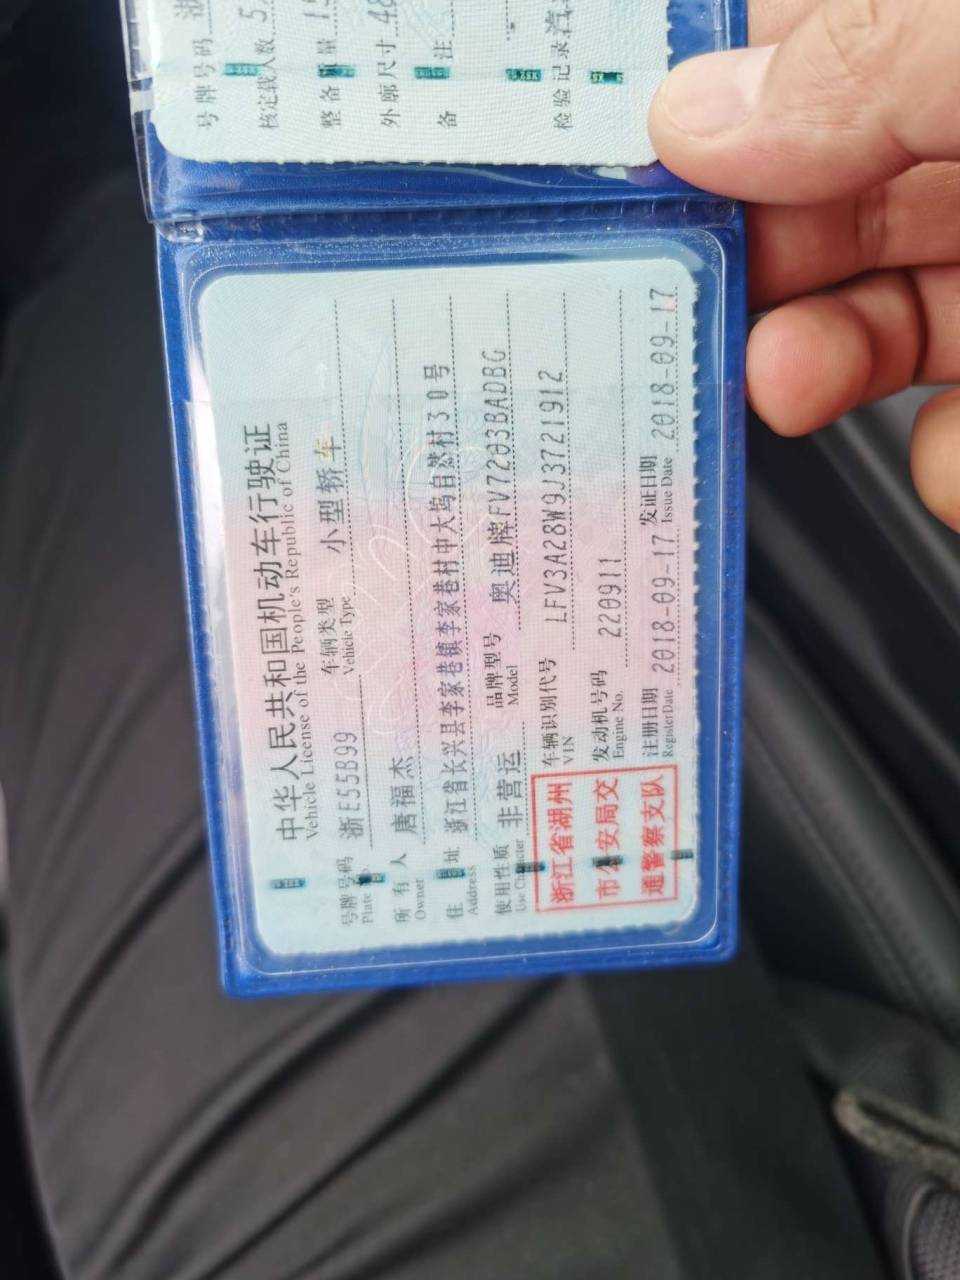 中华人民共和国机动车行驶证
Vehicle License of the People's Republic of China
号牌号码 浙E55B99 车辆类型 小型轿车
Plate Vehicle Type
所有人 唐福杰
Owner
住址 浙江省长兴县李家巷镇李家巷村中大坞自然村30号
Address
使用性质 非营运 品牌型号 奥迪牌FV7203BADBG
Use Character Model
浙江省湖州
市公安局交
通警察支队
车辆识别代号 LFV3A28W9J3721912
VIN
发动机号码 220911
Engine No.
注册日期 2018-09-17 发证日期 2018-09-17
Register Date Issue Date
号牌号码 浙
核定载人数 5
整备质量
外廓尺寸 48
备注
检验记录